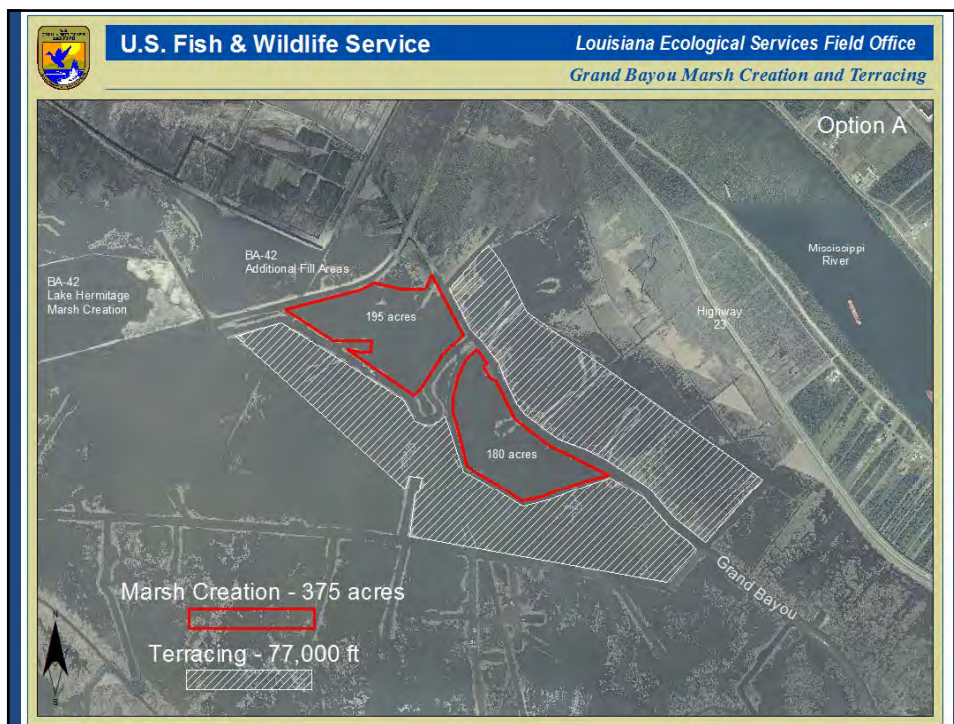 U.S. Fish & Wildlife Service
Louisiana Ecological Services Field Office
Grand Bayou Marsh Creation and Terracing
Option A
Mississippi
River
BA-42
Additional Fill Areas
BA-42
Lake Hermitage
Marsh Creation
195 acres
Highway
23
180 acres
Grand Bayou
Marsh Creation - 375 acres
Terracing - 77,000 ft